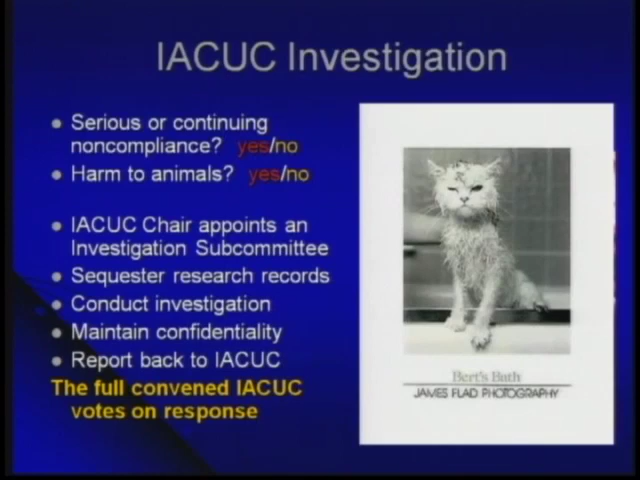 IACUC Investigation
Serious or continuing
noncompliance? yes/no
Harm to animals? yes/no
IACUC Chair appoints an
Investigation Subcommittee
Sequester research records
Conduct investigation
Maintain confidentiality
Report back to IACUC
The full convened IACUC
votes on response
Bert's Bath
JAMES FLAD PHOTOGRAPHY